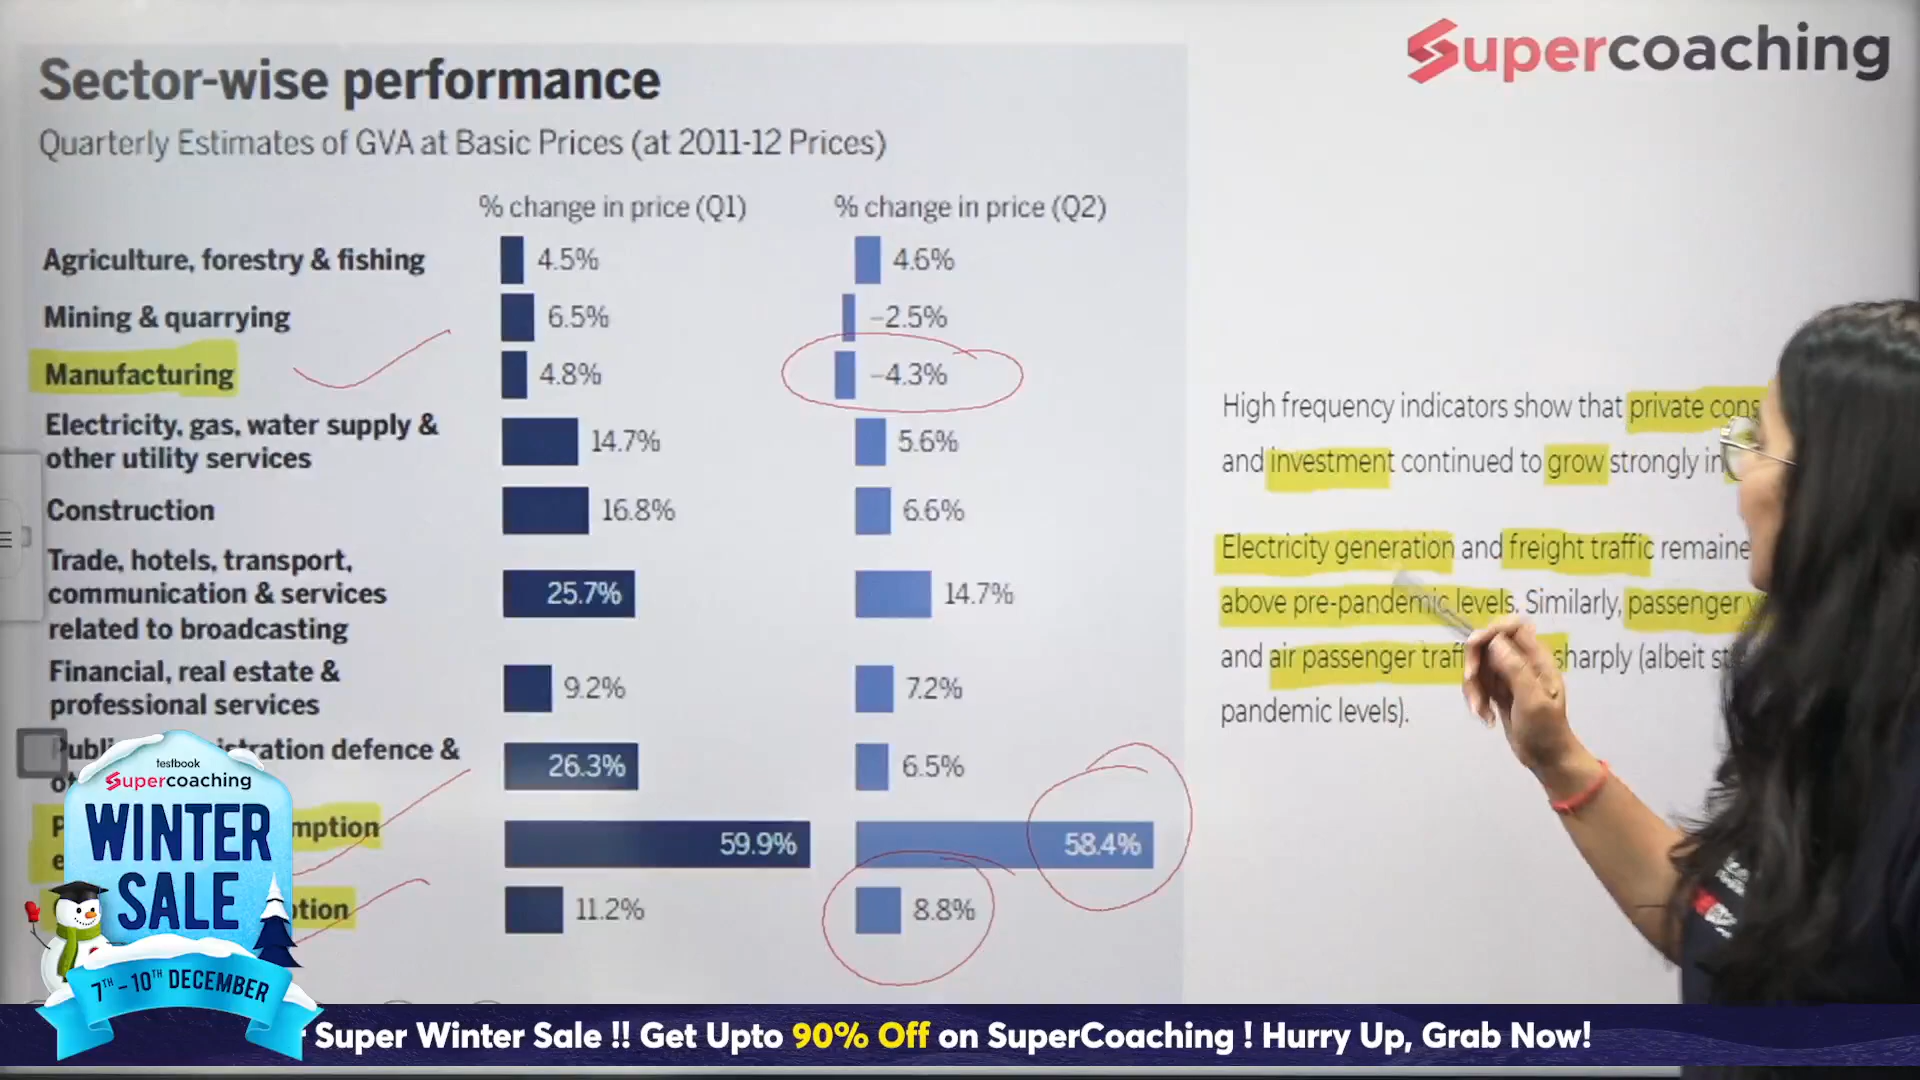 Supercoaching
Sector-wise performance
Quarterly Estimates of GVA at Basic Prices (at 2011-12 Prices)
% change in price (Q1) % change in price (Q2)
Agriculture, forestry & fishing 4.5% 4.6%
Mining & quarrying 6.5% –2.5%
Manufacturing 4.8% –4.3%
Electricity, gas, water supply &
other utility services 14.7% 5.6%
Construction 16.8% 6.6%
Trade, hotels, transport,
communication & services 25.7% 14.7%
related to broadcasting
Financial, real estate &
professional services 9.2% 7.2%
defence &
26.3% 6.5%
59.9% 58.4%
11.2% 8.8%
High frequency indicators show that private
and investment continued to grow strongly in
Electricity generation and freight traffic
above pre-pandemic levels. Similarly, passenger
and air passenger sharply (albeit
pandemic levels).
testbook
Supercoaching
WINTER
SALE
7TH – 10TH DECEMBER
Super Winter Sale !! Get Upto 90% Off on SuperCoaching ! Hurry Up, Grab Now!